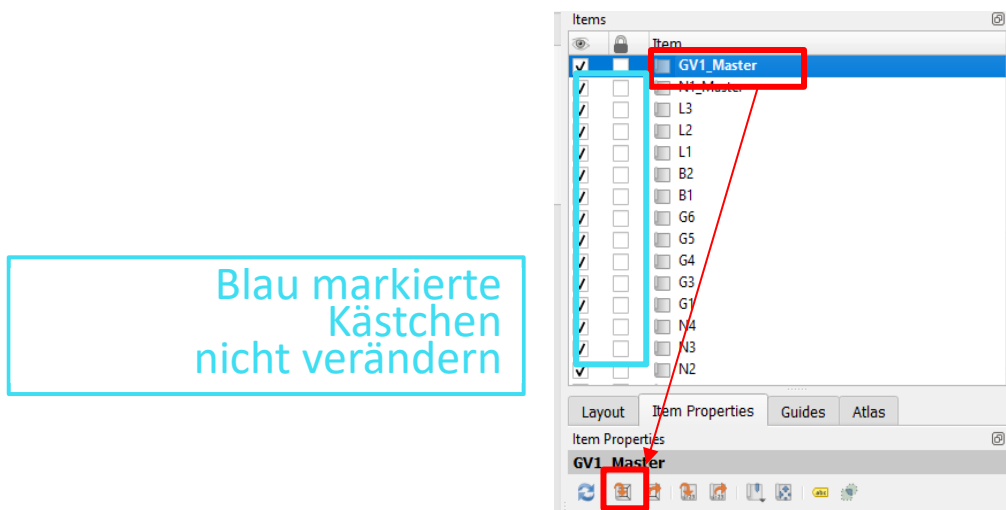 Items
Item
GV1_Master
N1_Master
L3
L2
L1
B2
B1
G6
G5
G4
G3
G1
N4
N3
N2
Blau markierte
Kästchen
nicht verändern
Layout Item Properties Guides Atlas
Item Properties
GV1_Master
abc